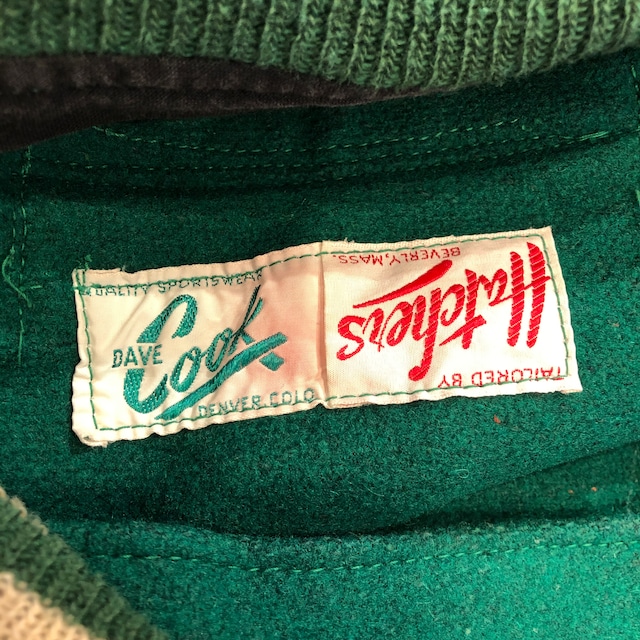 QUALITY SPORTSWEAR
DAVE
Cook
DENVER COLO
TAILORED BY
Hatchers
BEVERLY, MASS.